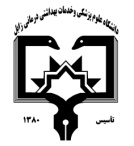 دانشگاه علوم پزشکی و خدمات بهداشتی درمانی زابل
تاسیس
۱۳۸۰